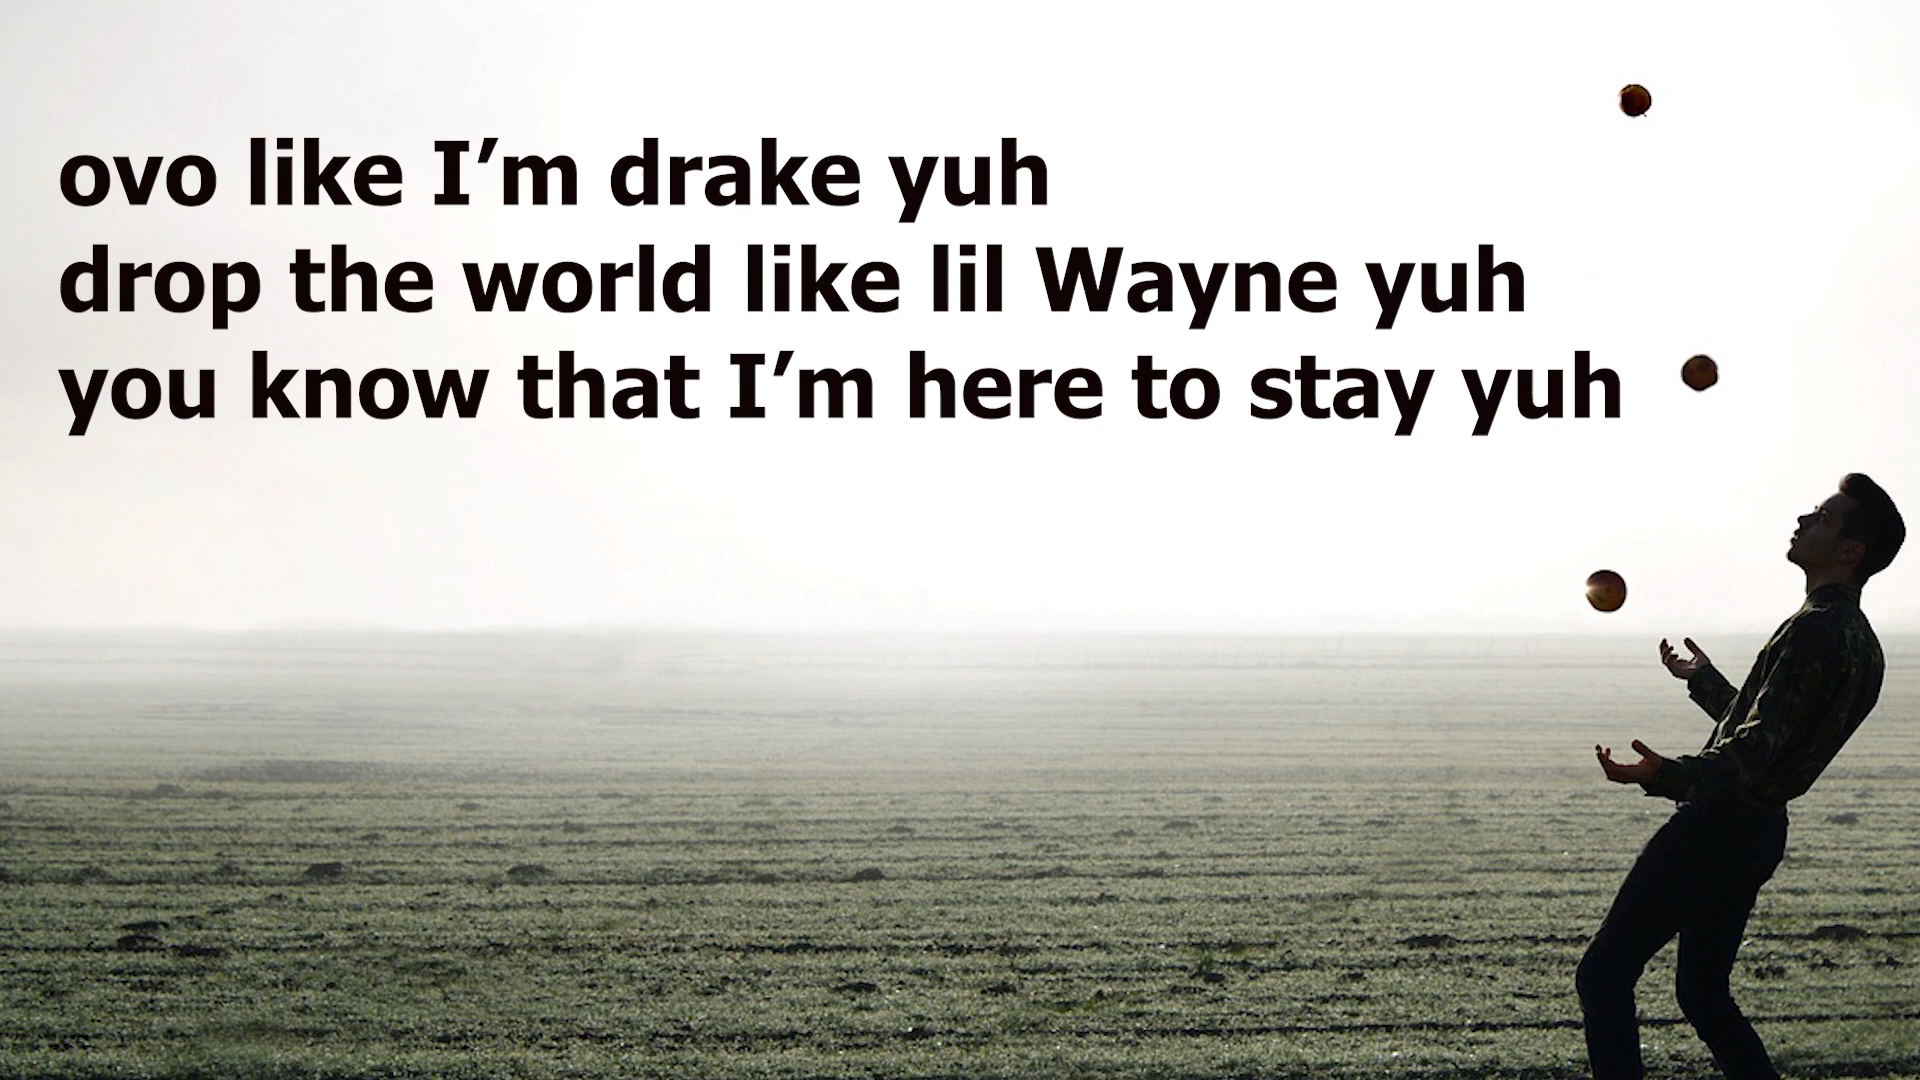 ovo like I’m drake yuh
drop the world like lil Wayne yuh
you know that I’m here to stay yuh